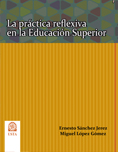 La práctica reflexiva
en la Educación Superior
Ernesto Sánchez Jerez
Miguel López Gómez